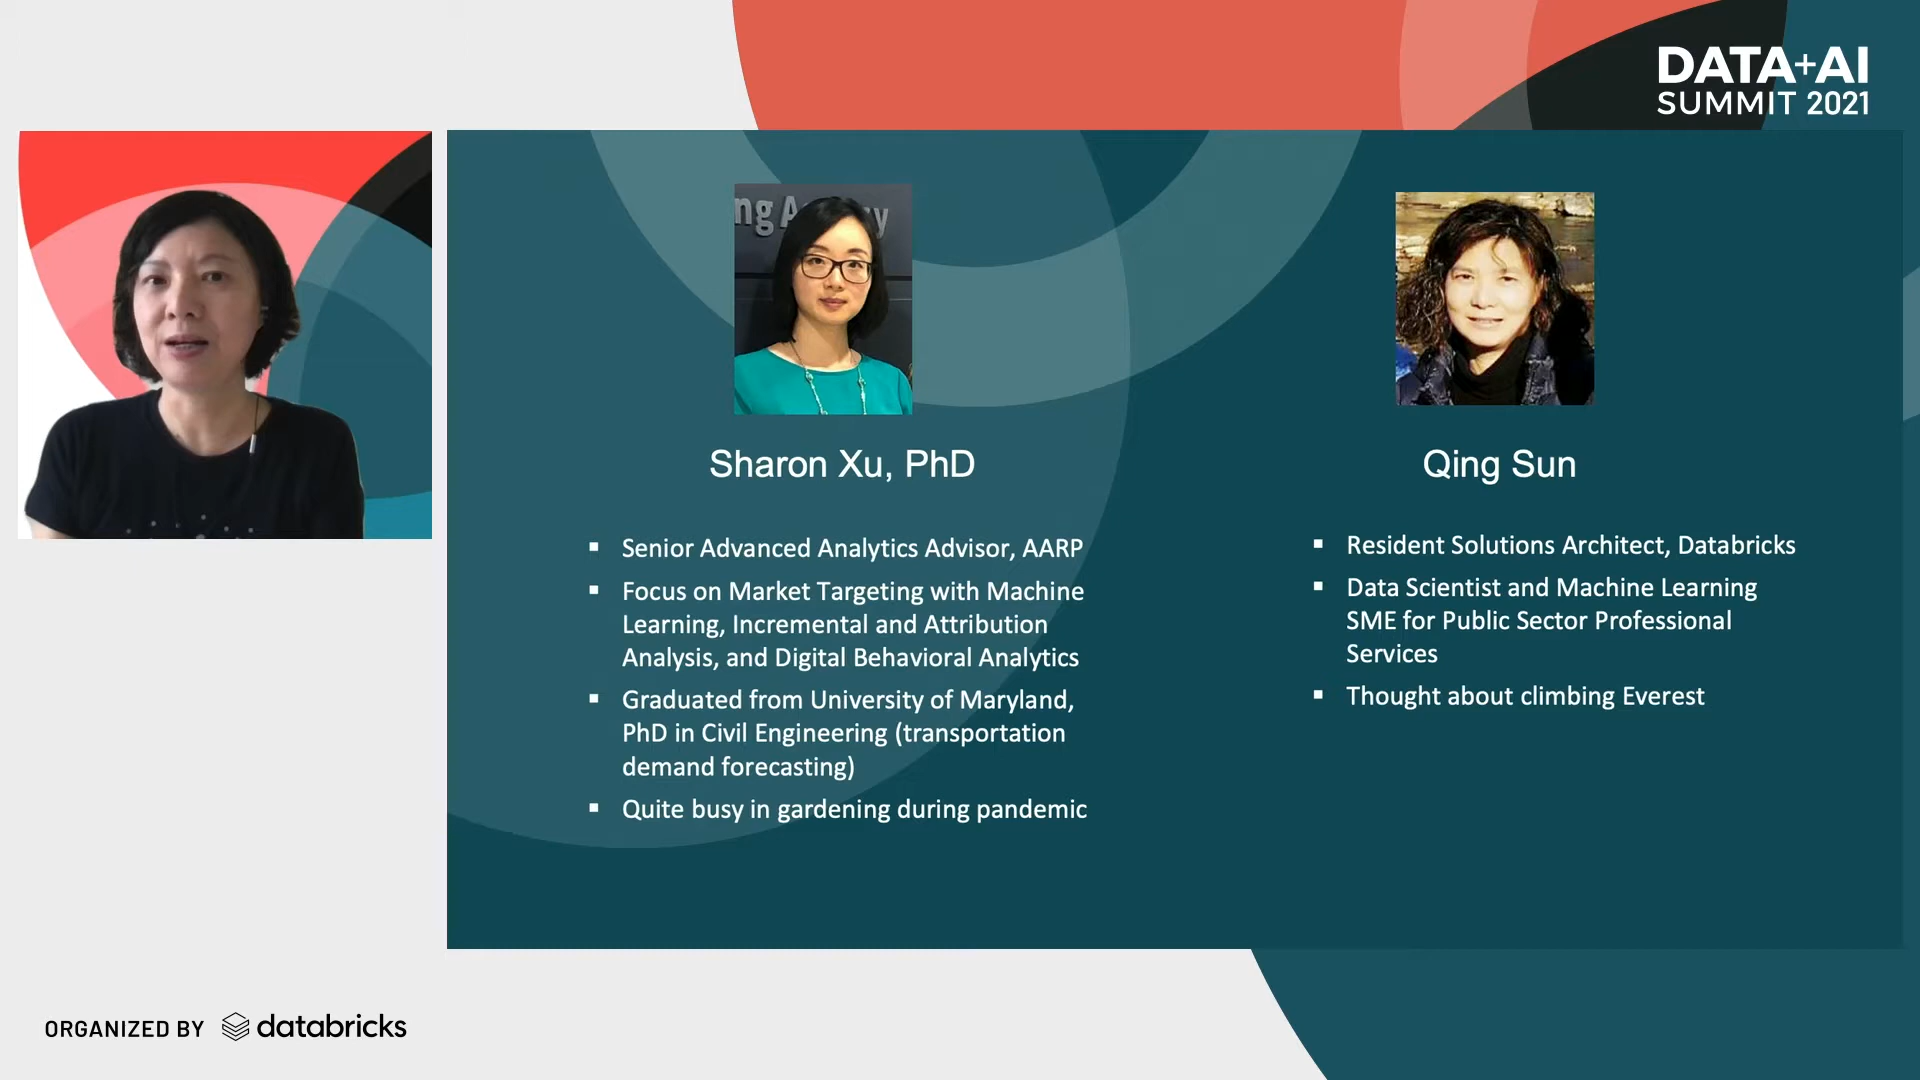 DATA+AI
SUMMIT 2021
Sharon Xu, PhD
▪ Senior Advanced Analytics Advisor, AARP
▪ Focus on Market Targeting with Machine
Learning, Incremental and Attribution
Analysis, and Digital Behavioral Analytics
▪ Graduated from University of Maryland,
PhD in Civil Engineering (transportation
demand forecasting)
▪ Quite busy in gardening during pandemic
Qing Sun
▪ Resident Solutions Architect, Databricks
▪ Data Scientist and Machine Learning
SME for Public Sector Professional
Services
▪ Thought about climbing Everest
ORGANIZED BY databricks